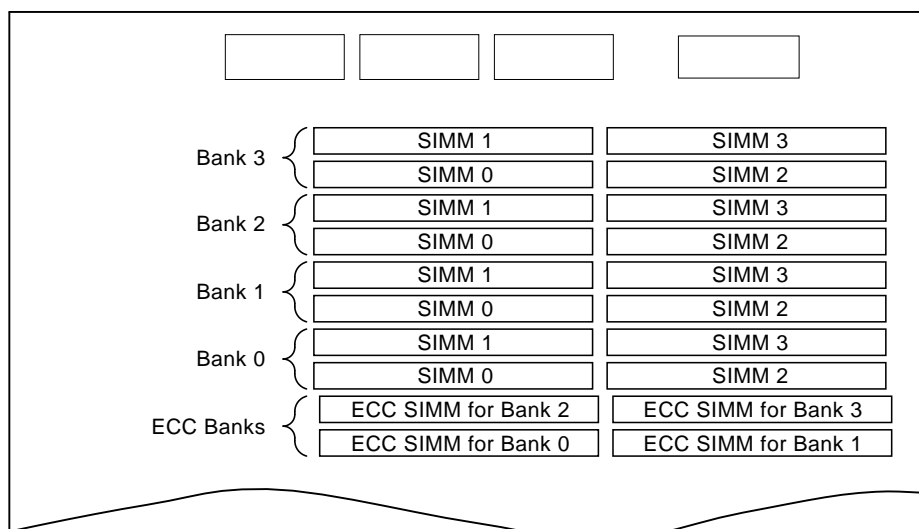 Bank 3
SIMM 1 SIMM 3
SIMM 0 SIMM 2
Bank 2
SIMM 1 SIMM 3
SIMM 0 SIMM 2
Bank 1
SIMM 1 SIMM 3
SIMM 0 SIMM 2
Bank 0
SIMM 1 SIMM 3
SIMM 0 SIMM 2
ECC Banks
ECC SIMM for Bank 2 ECC SIMM for Bank 3
ECC SIMM for Bank 0 ECC SIMM for Bank 1